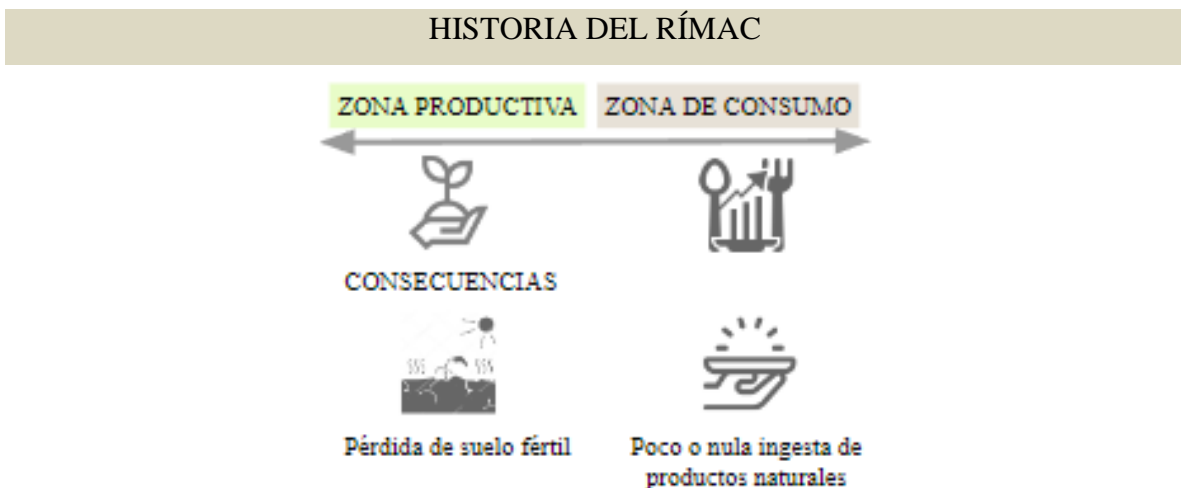 HISTORIA DEL RÍMAC
ZONA PRODUCTIVA
ZONA DE CONSUMO
CONSECUENCIAS
Pérdida de suelo fértil
Poco o nula ingesta de
productos naturales